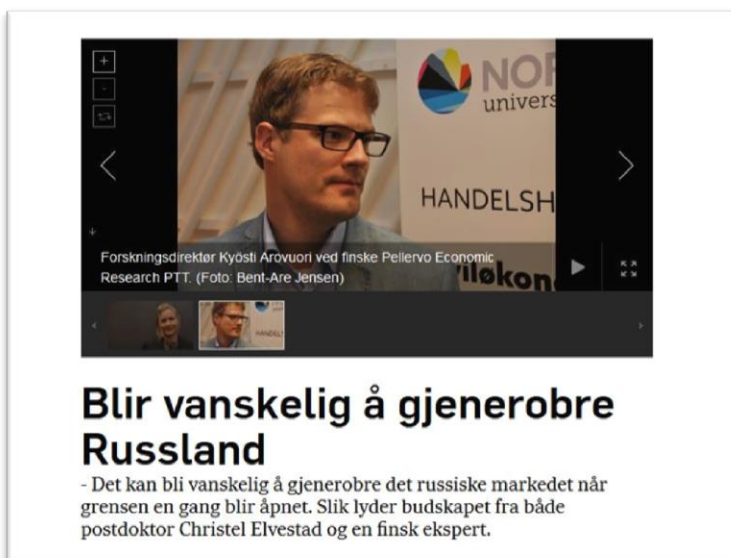 NOR
univers
HANDELSH
Forskningsdirektør Kyösti Arovuori ved finske Pellervo Economic
Research PTT. (Foto: Bent-Are Jensen)
iløkon
Blir vanskelig å gjenerobre
Russland
- Det kan bli vanskelig å gjenerobre det russiske markedet når
grensen en gang blir åpnet. Slik lyder budskapet fra både
postdoktor Christel Elvestad og en finsk ekspert.